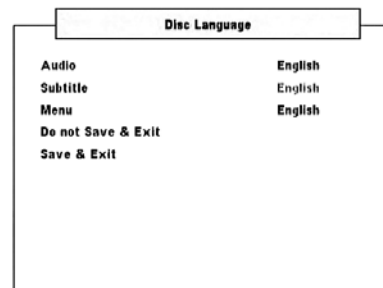 Disc Language
Audio English
Subtitle English
Menu English
Do not Save & Exit
Save & Exit